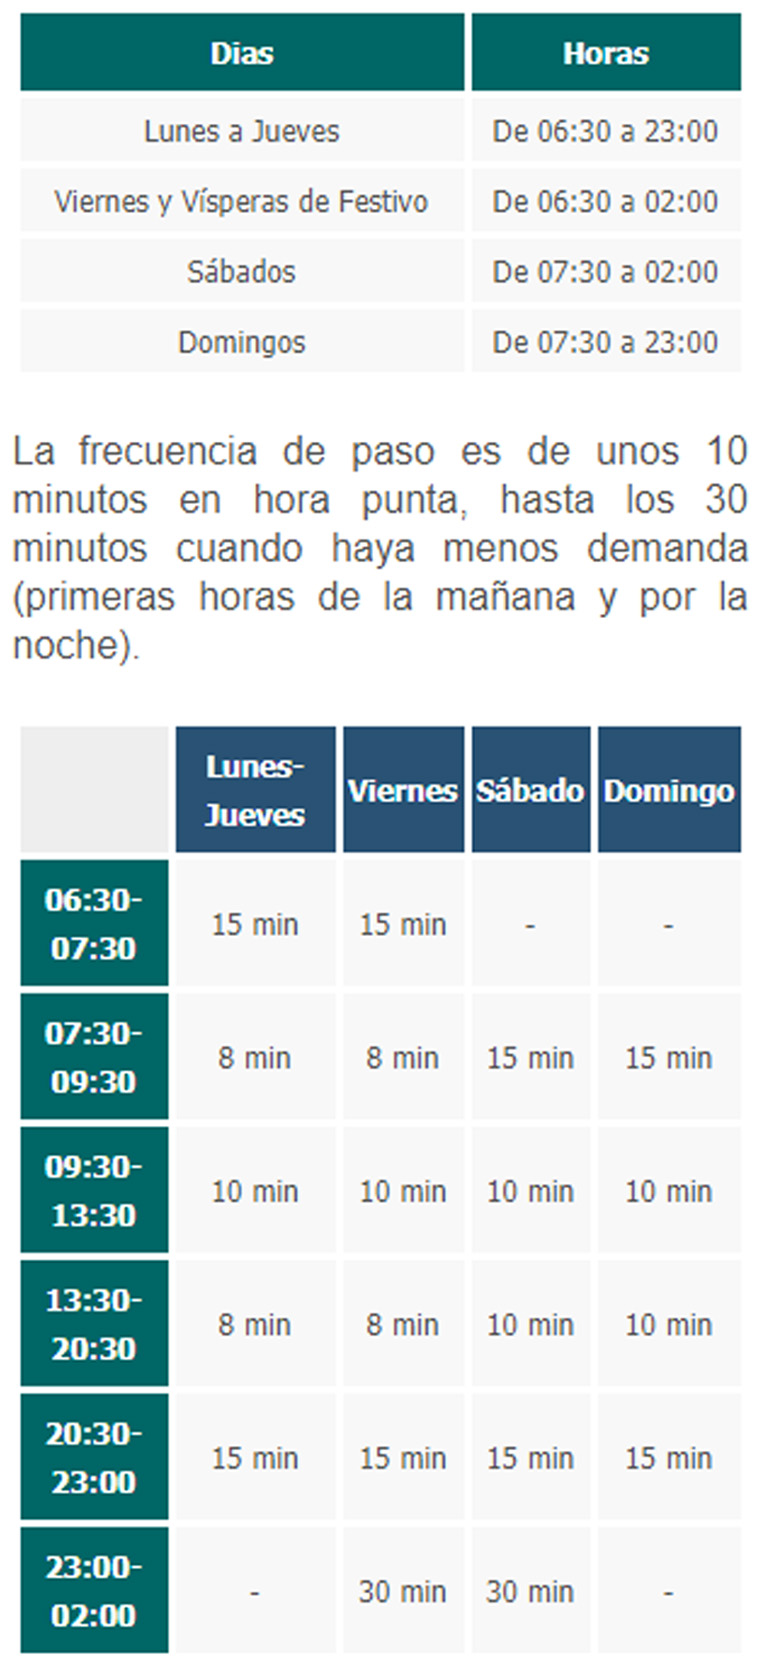 Dias Horas
Lunes a Jueves De 06:30 a 23:00
Viernes y Vísperas de Festivo De 06:30 a 02:00
Sábados De 07:30 a 02:00
Domingos De 07:30 a 23:00
La frecuencia de paso es de unos 10
minutos en hora punta, hasta los 30
minutos cuando haya menos demanda
(primeras horas de la mañana y por la
noche).
Lunes-
Jueves Viernes Sábado Domingo
06:30-
07:30 15 min 15 min - -
07:30-
09:30 8 min 8 min 15 min 15 min
09:30-
13:30 10 min 10 min 10 min 10 min
13:30-
20:30 8 min 8 min 10 min 10 min
20:30-
23:00 15 min 15 min 15 min 15 min
23:00-
02:00 - 30 min 30 min -